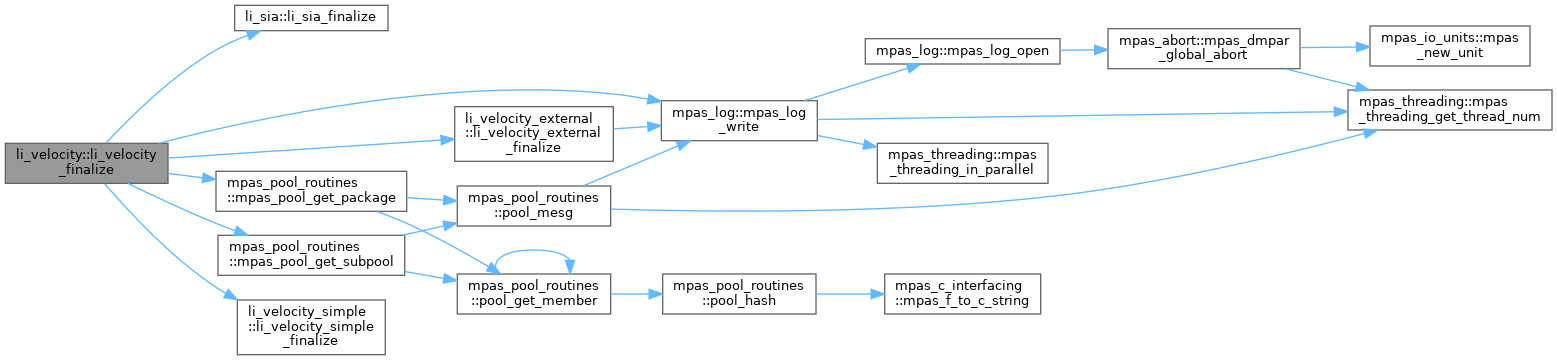 li_sia::li_sia_finalize
li_velocity::li_velocity
_finalize
mpas_pool_routines
::mpas_pool_get_package
mpas_pool_routines
::mpas_pool_get_subpool
li_velocity_simple
::li_velocity_simple
_finalize
li_velocity_external
::li_velocity_external
_finalize
mpas_pool_routines
::pool_mesg
mpas_pool_routines
::pool_get_member
mpas_log::mpas_log
_write
mpas_pool_routines
::pool_hash
mpas_log::mpas_log_open
mpas_threading::mpas
_threading_in_parallel
mpas_c_interfacing
::mpas_f_to_c_string
mpas_abort::mpas_dmpar
_global_abort
mpas_io_units::mpas
_new_unit
mpas_threading::mpas
_threading_get_thread_num